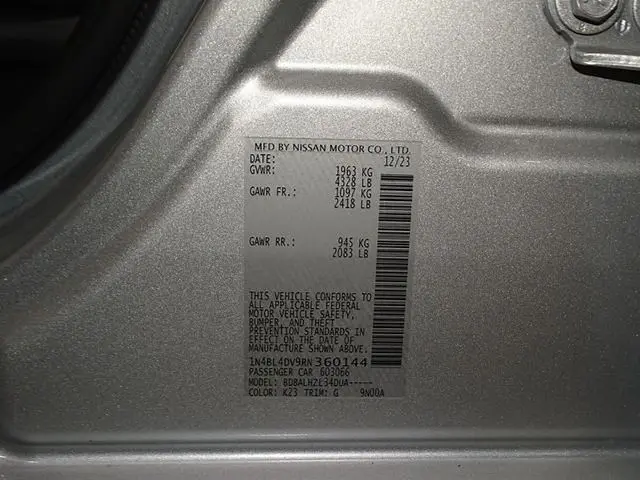 MFD BY NISSAN MOTOR CO., LTD.
DATE: 12/23
GVWR: 1963 KG
4328 LB
GAWR FR.: 1097 KG
2418 LB
GAWR RR.: 945 KG
2083 LB
THIS VEHICLE CONFORMS TO
ALL APPLICABLE FEDERAL
MOTOR VEHICLE SAFETY,
BUMPER, AND THEFT
PREVENTION STANDARDS IN
EFFECT ON THE DATE OF
MANUFACTURE SHOWN ABOVE.
1N4BL4DV9RN360144
PASSENGER CAR 603066
MODEL: BDBALHZL34DUA-----
COLOR: K23 TRIM: G 9N00A